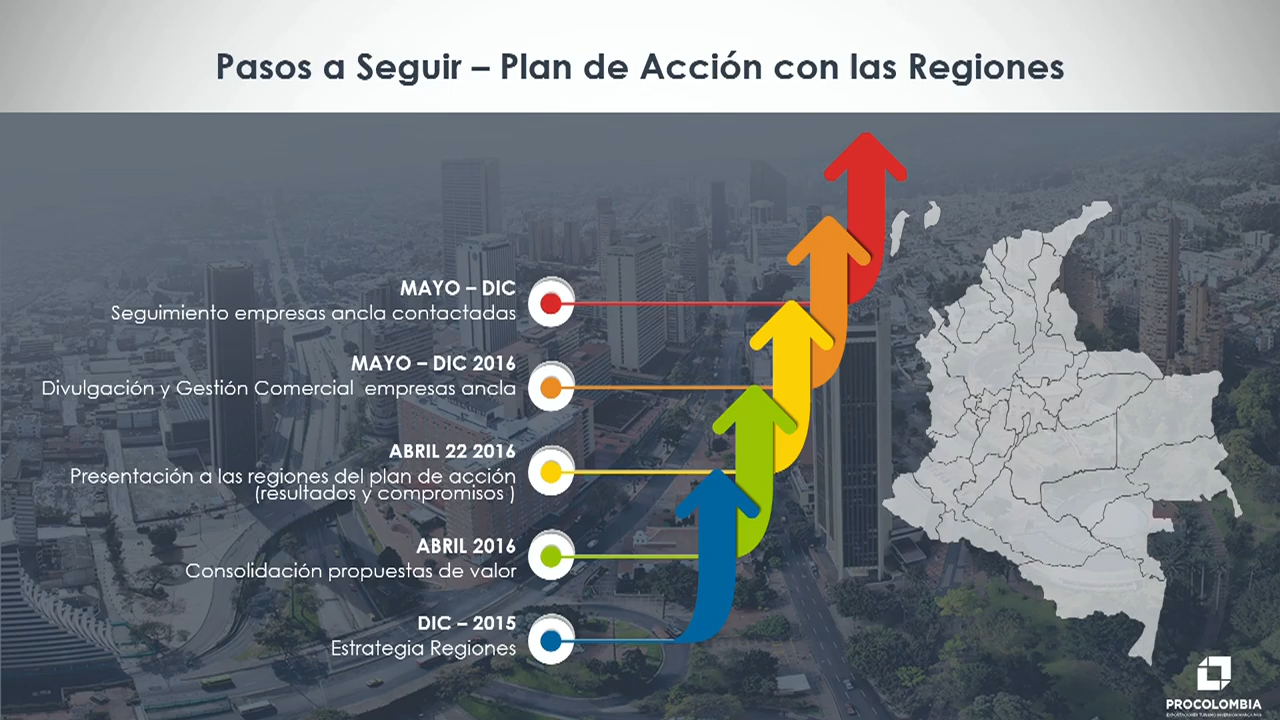 Pasos a Seguir – Plan de Acción con las Regiones
MAYO – DIC
Seguimiento empresas ancla contactadas
MAYO – DIC 2016
Divulgación y Gestión Comercial  empresas ancla
ABRIL 22 2016
Presentación a las regiones del plan de acción
(resultados y compromisos )
ABRIL 2016
Consolidación propuestas de valor
DIC – 2015
Estrategia Regiones
PROCOLOMBIA